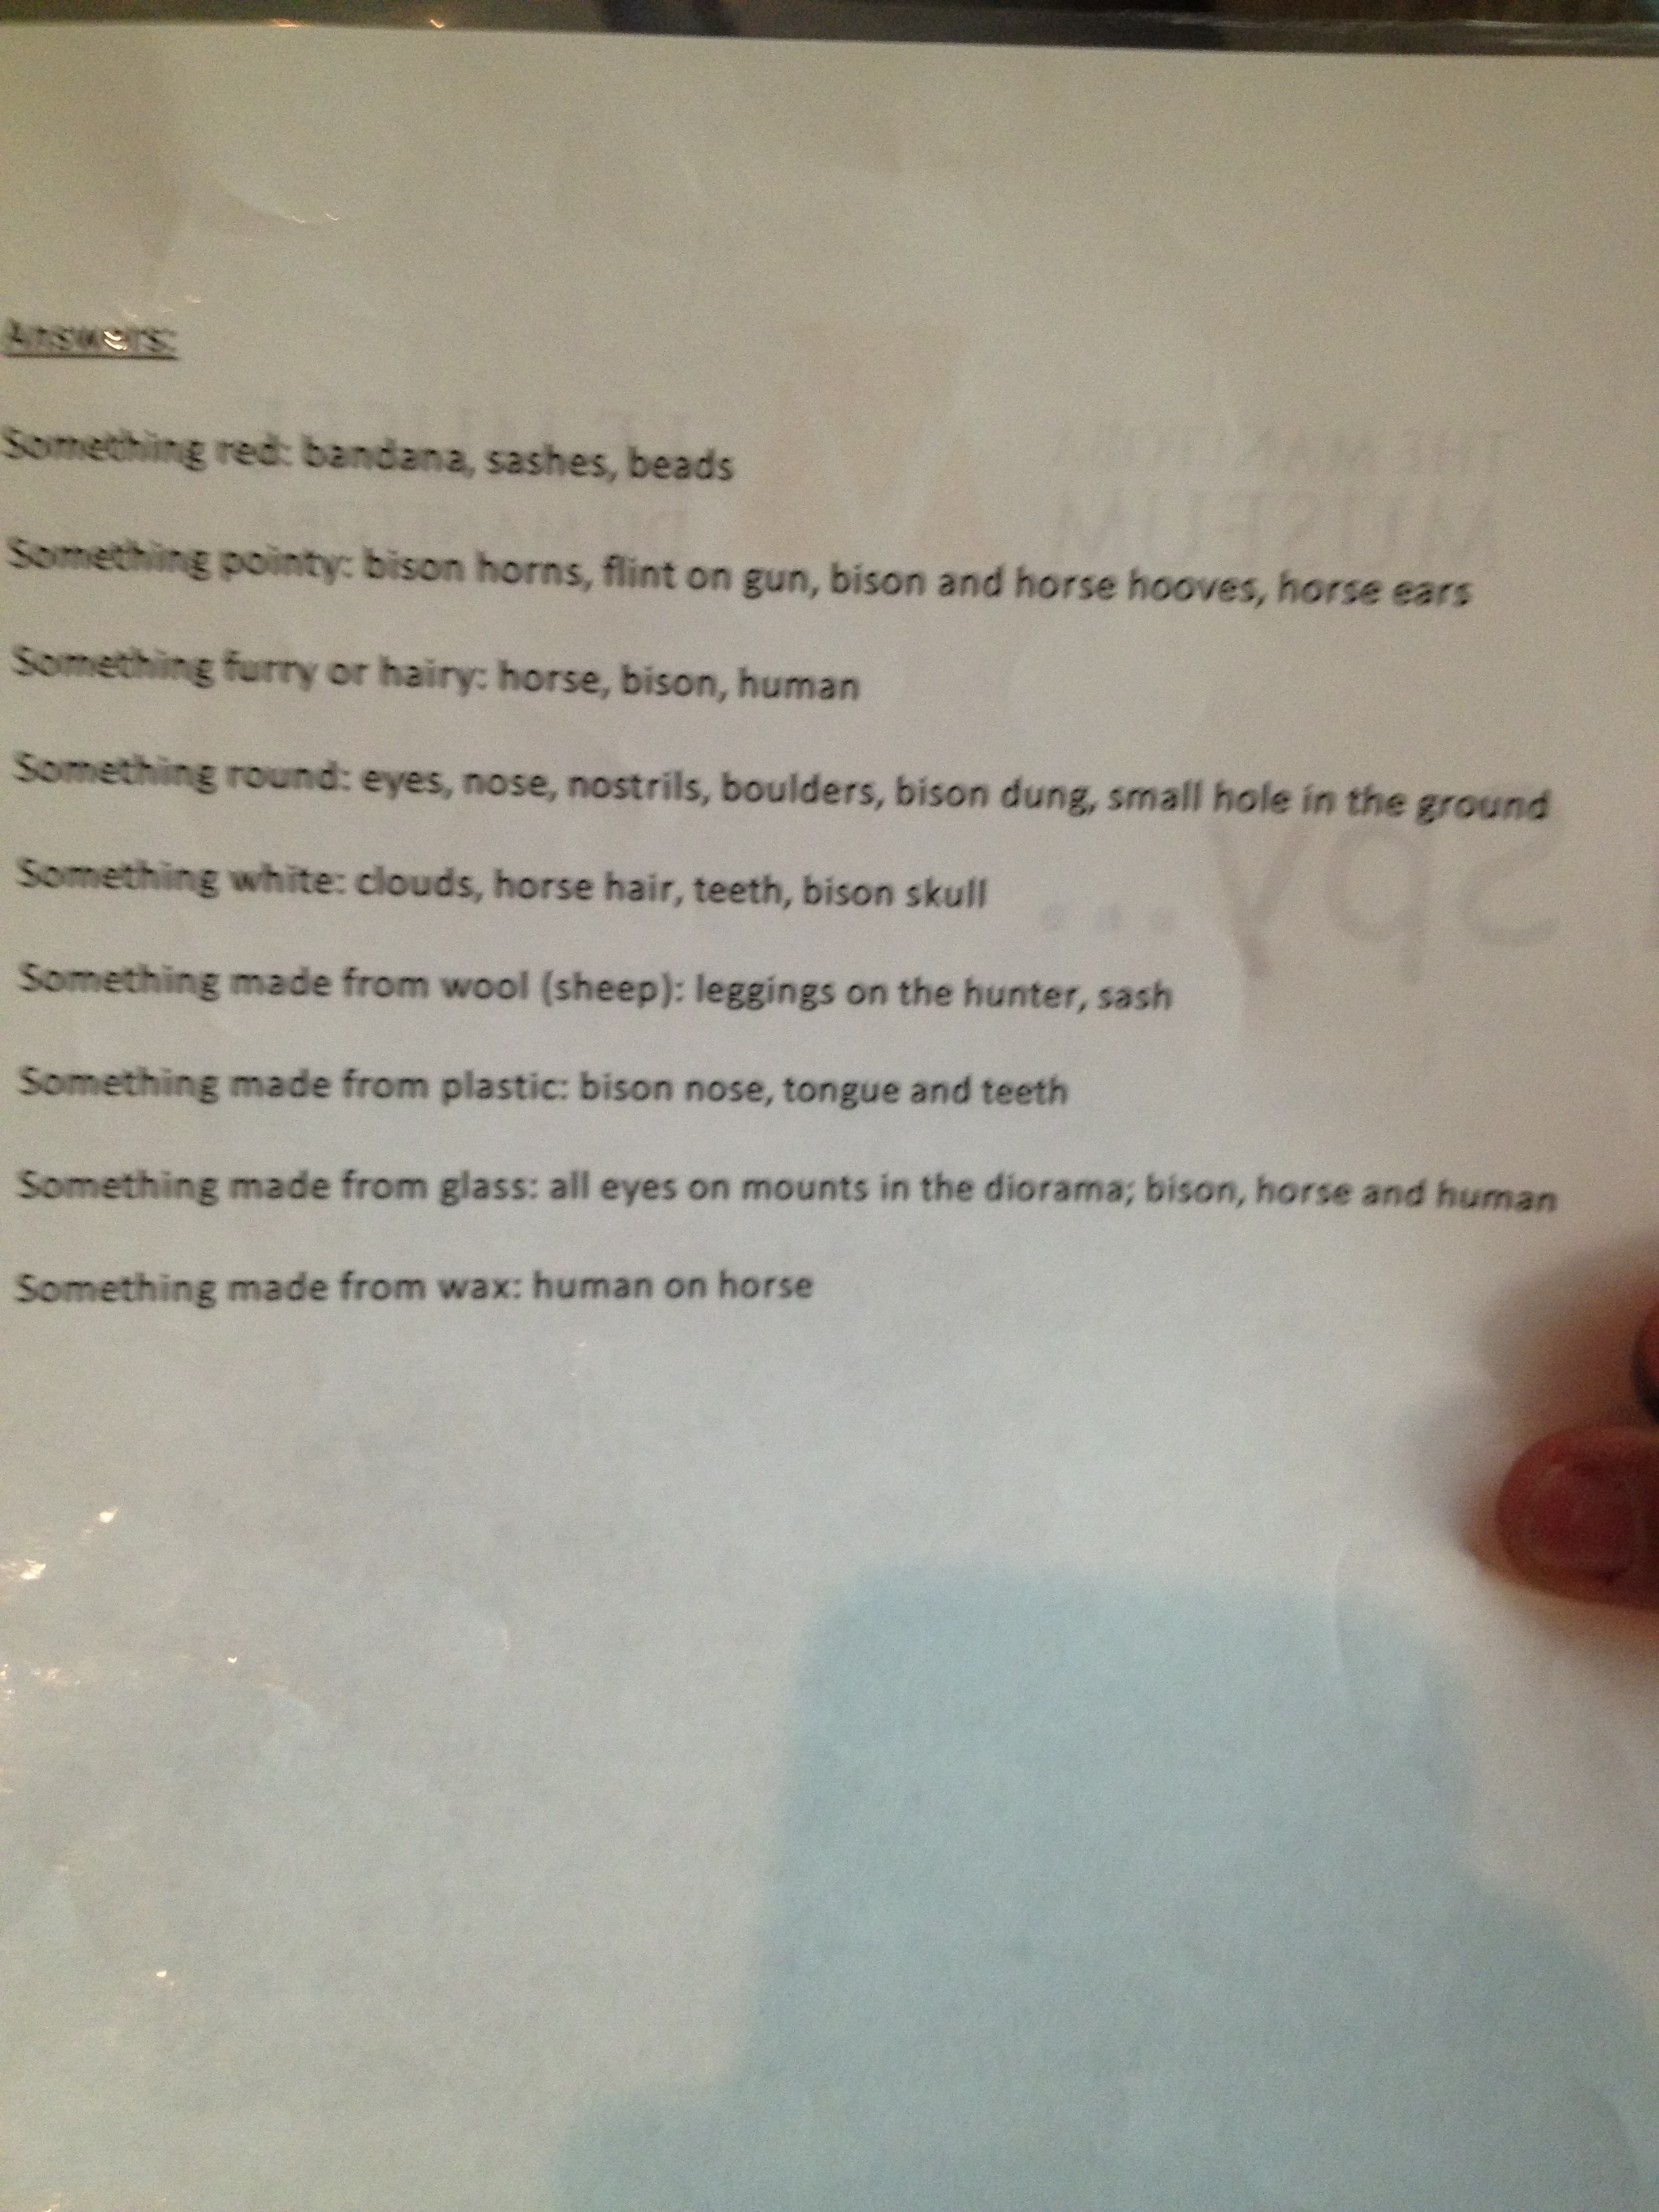 Answers:
Something red: bandana, sashes, beads
Something pointy: bison horns, flint on gun, bison and horse hooves, horse ears
Something furry or hairy: horse, bison, human
Something round: eyes, nose, nostrils, boulders, bison dung, small hole in the ground
Something white: clouds, horse hair, teeth, bison skull
Something made from wool (sheep): leggings on the hunter, sash
Something made from plastic: bison nose, tongue and teeth
Something made from glass: all eyes on mounts in the diorama; bison, horse and human
Something made from wax: human on horse
MUSEUM
spy...